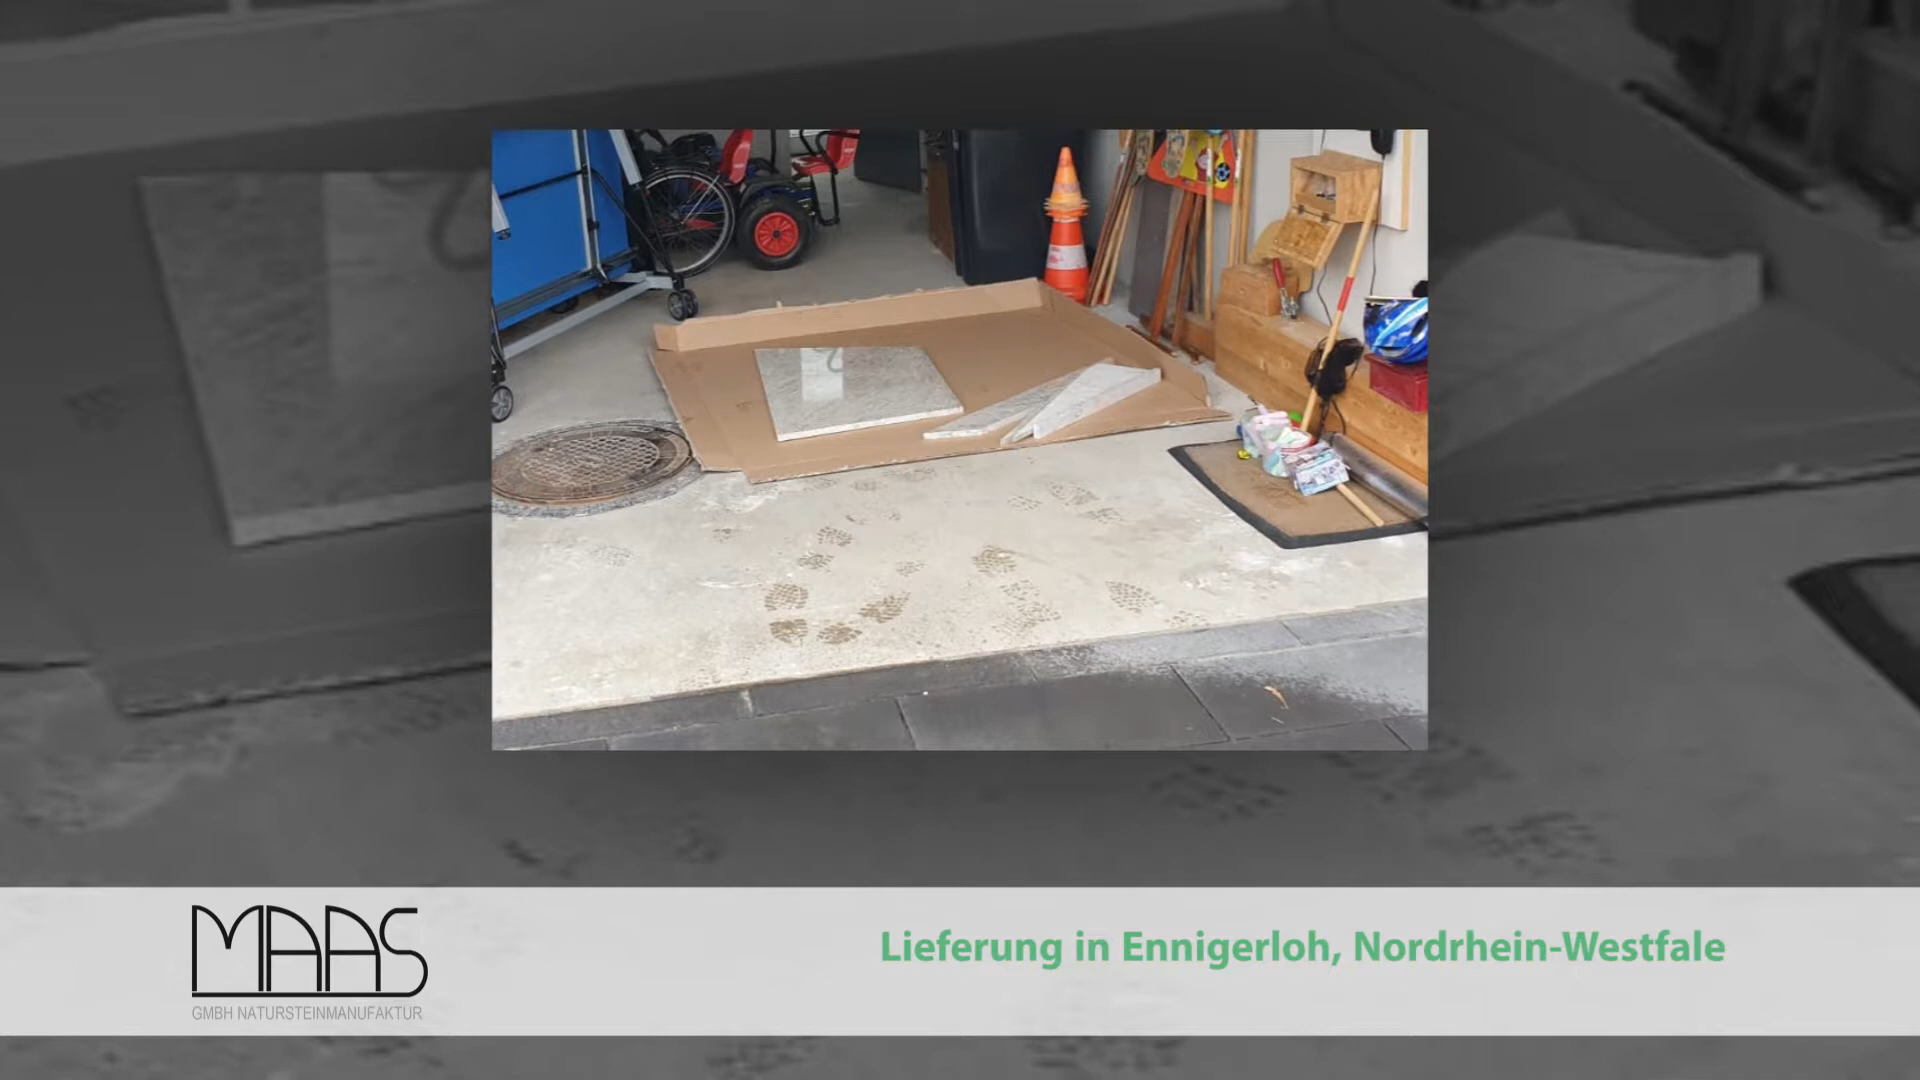 MAAS
GMBH NATURSTEINMANUFAKTUR
Lieferung in Ennigerloh, Nordrhein-Westfale